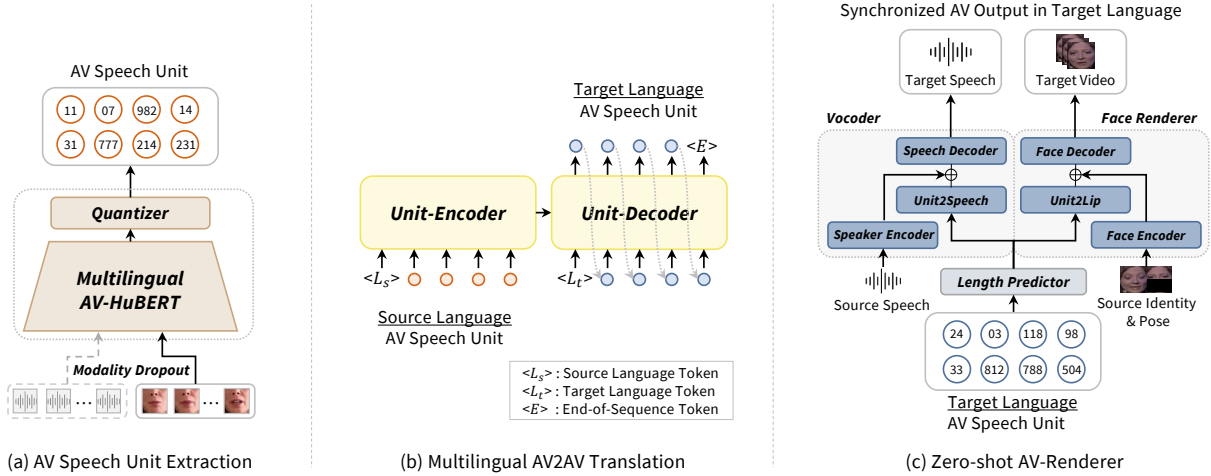 AV Speech Unit
11 07 982 14
31 777 214 231
Quantizer
Multilingual
AV-HuBERT
Modality Dropout
...
...
(a) AV Speech Unit Extraction
Target Language
AV Speech Unit
<E>
Unit-Encoder
Unit-Decoder
<Ls>
<Lt>
Source Language
AV Speech Unit
<Ls> : Source Language Token
<Lt> : Target Language Token
<E> : End-of-Sequence Token
(b) Multilingual AV2AV Translation
Synchronized AV Output in Target Language
Target Speech
Target Video
Vocoder
Face Renderer
Speech Decoder
Face Decoder
Unit2Speech
Unit2Lip
Speaker Encoder
Face Encoder
Source Speech
Length Predictor
Source Identity
& Pose
24 03 118 98
33 812 788 504
Target Language
AV Speech Unit
(c) Zero-shot AV-Renderer